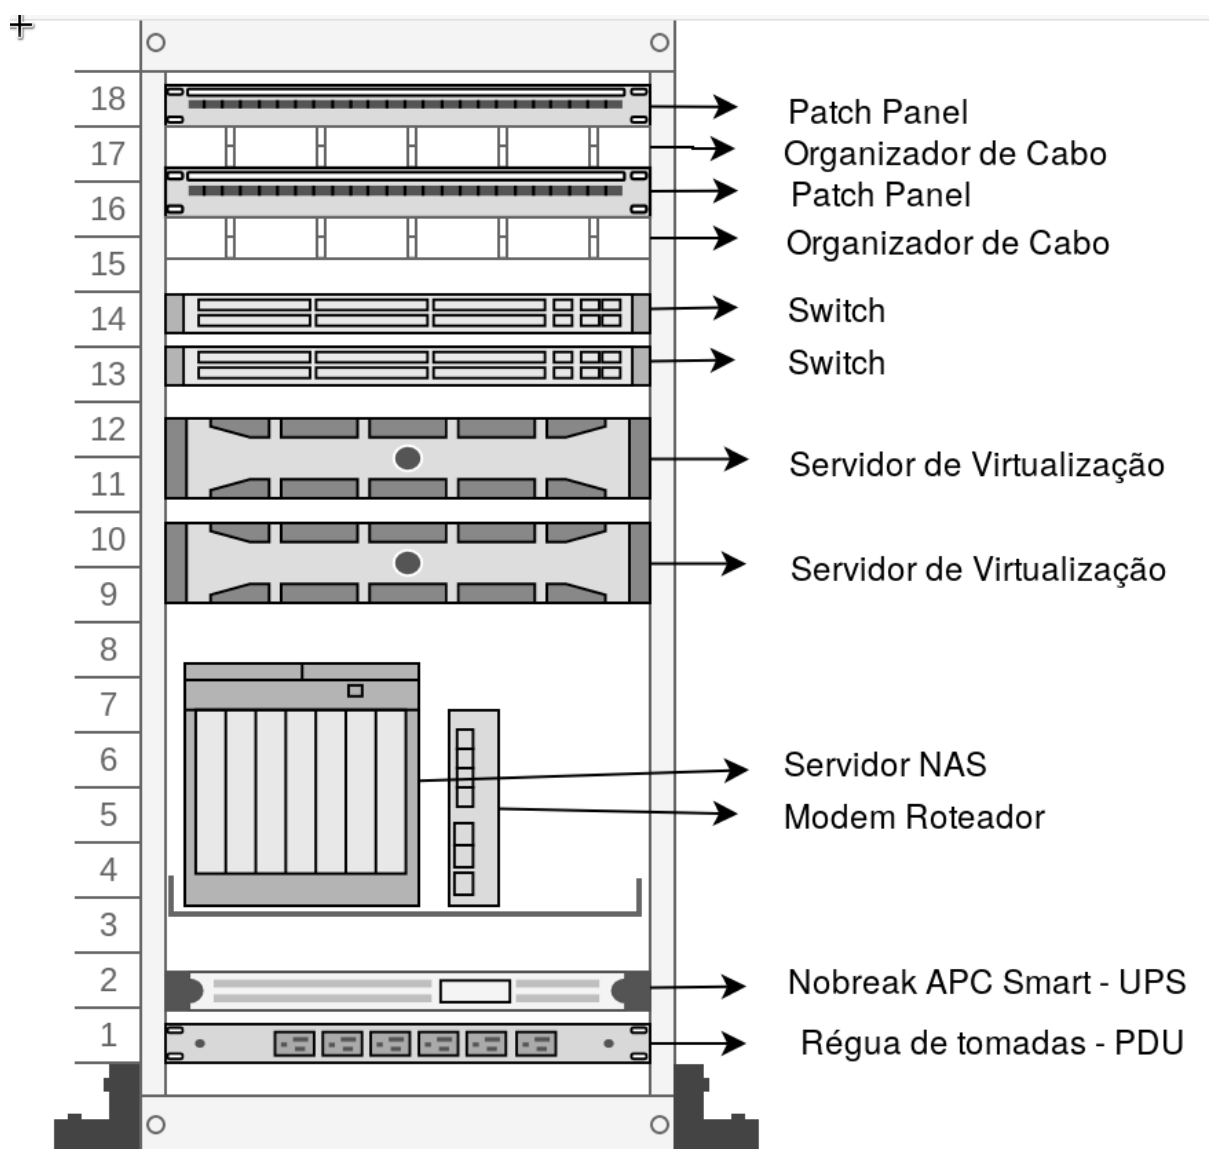 18
Patch Panel
17
Organizador de Cabo
16
Patch Panel
15
Organizador de Cabo
14
Switch
13
Switch
12
11
Servidor de Virtualização
10
9
Servidor de Virtualização
8
7
6
Servidor NAS
5
Modem Roteador
4
3
2
Nobreak APC Smart - UPS
1
Régua de tomadas - PDU